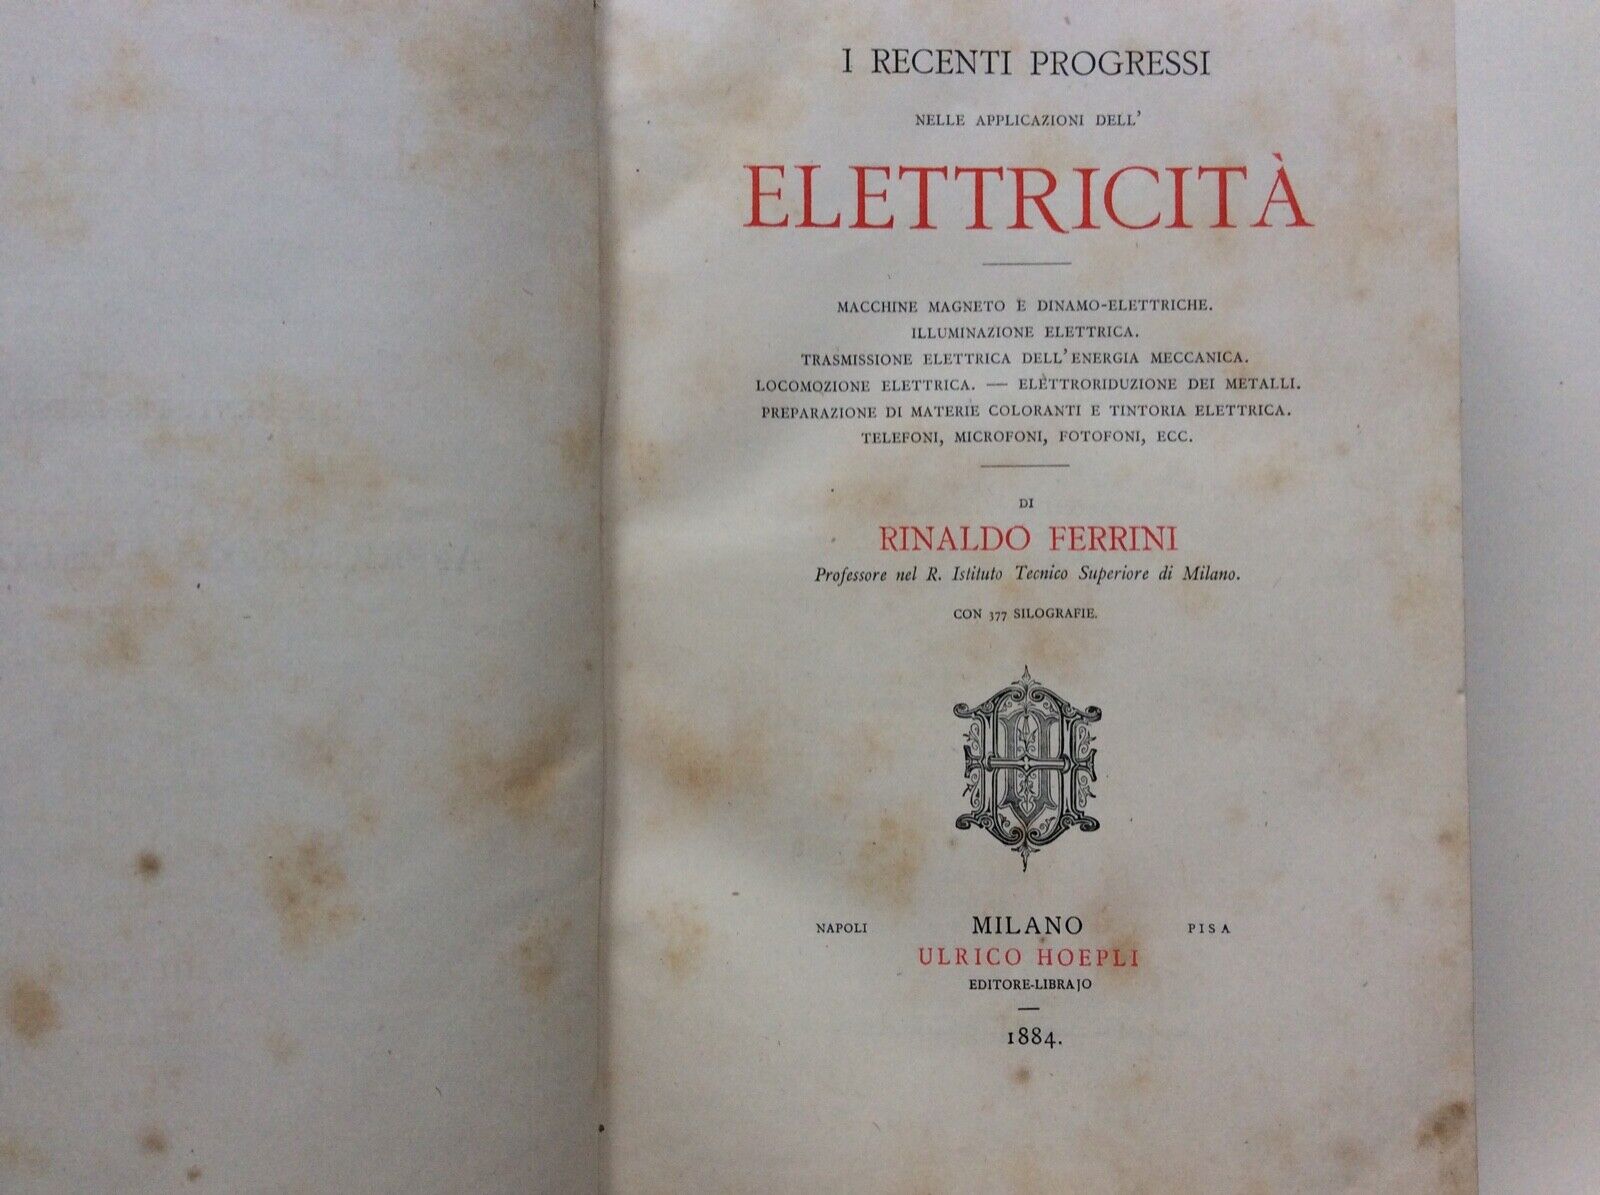 I RECENTI PROGRESSI
NELLE APPLICAZIONI DELL'
ELETTRICITÀ
MACCHINE MAGNETO E DINAMO-ELETTRICHE.
ILLUMINAZIONE ELETTRICA.
TRASMISSIONE ELETTRICA DELL'ENERGIA MECCANICA.
LOCOMOZIONE ELETTRICA. — ELETTRORIDUZIONE DEI METALLI.
PREPARAZIONE DI MATERIE COLORANTI E TINTORIA ELETTRICA.
TELEFONI, MICROFONI, FOTOFONI, ECC.
DI
RINALDO FERRINI
Professore nel R. Istituto Tecnico Superiore di Milano.
CON 377 SILOGRAFIE.
NAPOLI MILANO PISA
ULRICO HOEPLI
EDITORE-LIBRAJO
1884.